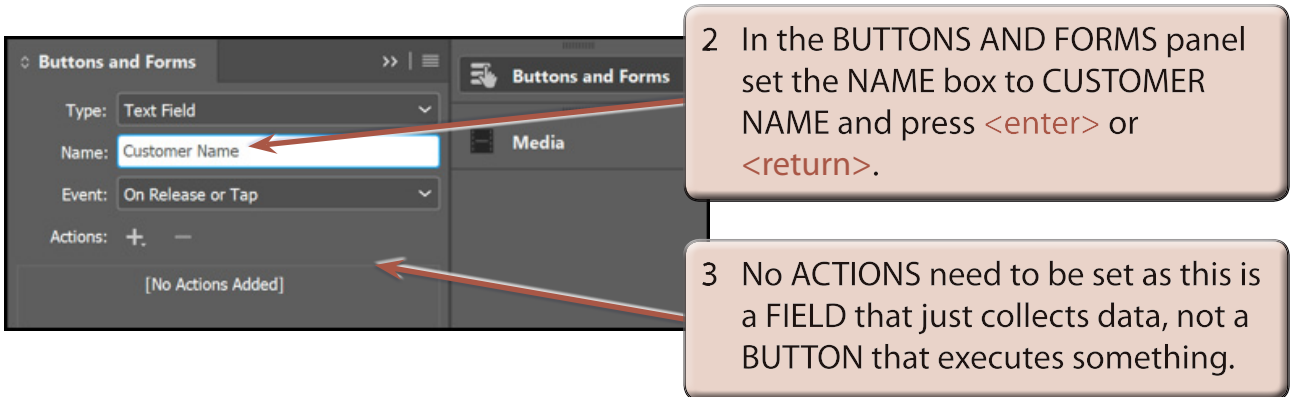 Buttons and Forms
Type: Text Field
Name: Customer Name
Event: On Release or Tap
Actions: + −
[No Actions Added]
Buttons and Forms
Media
2 In the BUTTONS AND FORMS panel
set the NAME box to CUSTOMER
NAME and press <enter> or
<return>.
3 No ACTIONS need to be set as this is
a FIELD that just collects data, not a
BUTTON that executes something.